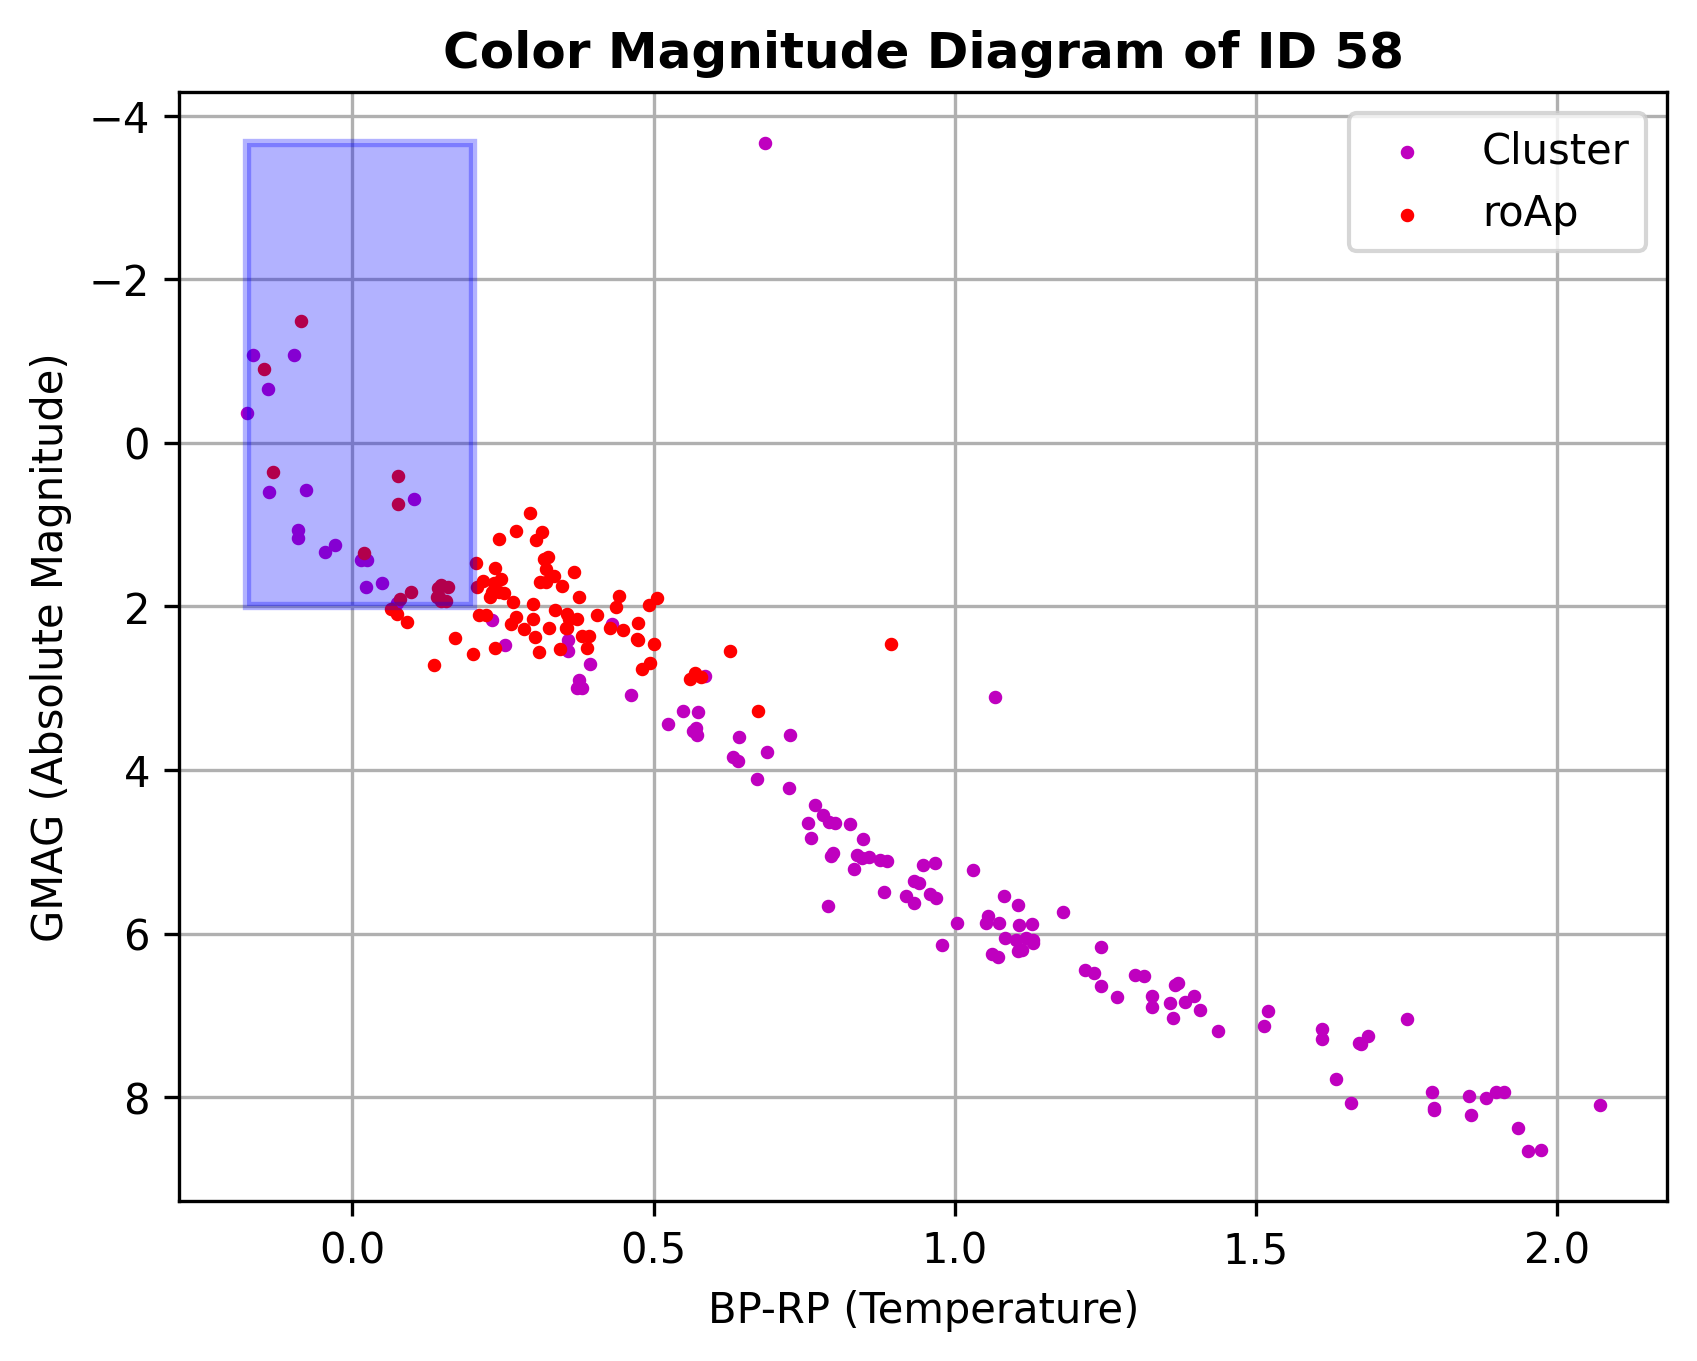 Color Magnitude Diagram of ID 58
Cluster
roAp
GMAG (Absolute Magnitude)
−4
−2
0
2
4
6
8
0.0 0.5 1.0 1.5 2.0
BP-RP (Temperature)